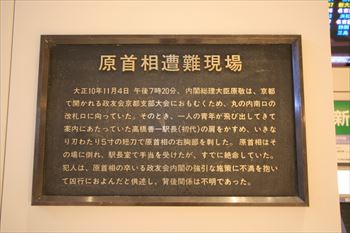 原首相遭難現場
大正10年11月4日 午後7時20分、内閣総理大臣原敬は、京都
で開かれる政友会京都支部大会におもむくため、丸の内南口の
改札口に向っていた。そのとき、一人の青年が飛び出してきて
案内にあたっていた高橋善一駅長(初代)の肩をかすめ、いきな
り刃わたり5寸の短刀で原首相の右胸部を刺した。 原首相はそ
の場に倒れ、駅長室で手当を受けたが、すでに絶命していた。
犯人は、原首相の率いる政友会内閣の強引な施策に不満を抱い
て凶行におよんだと供述し、背後関係は不明であった。
新